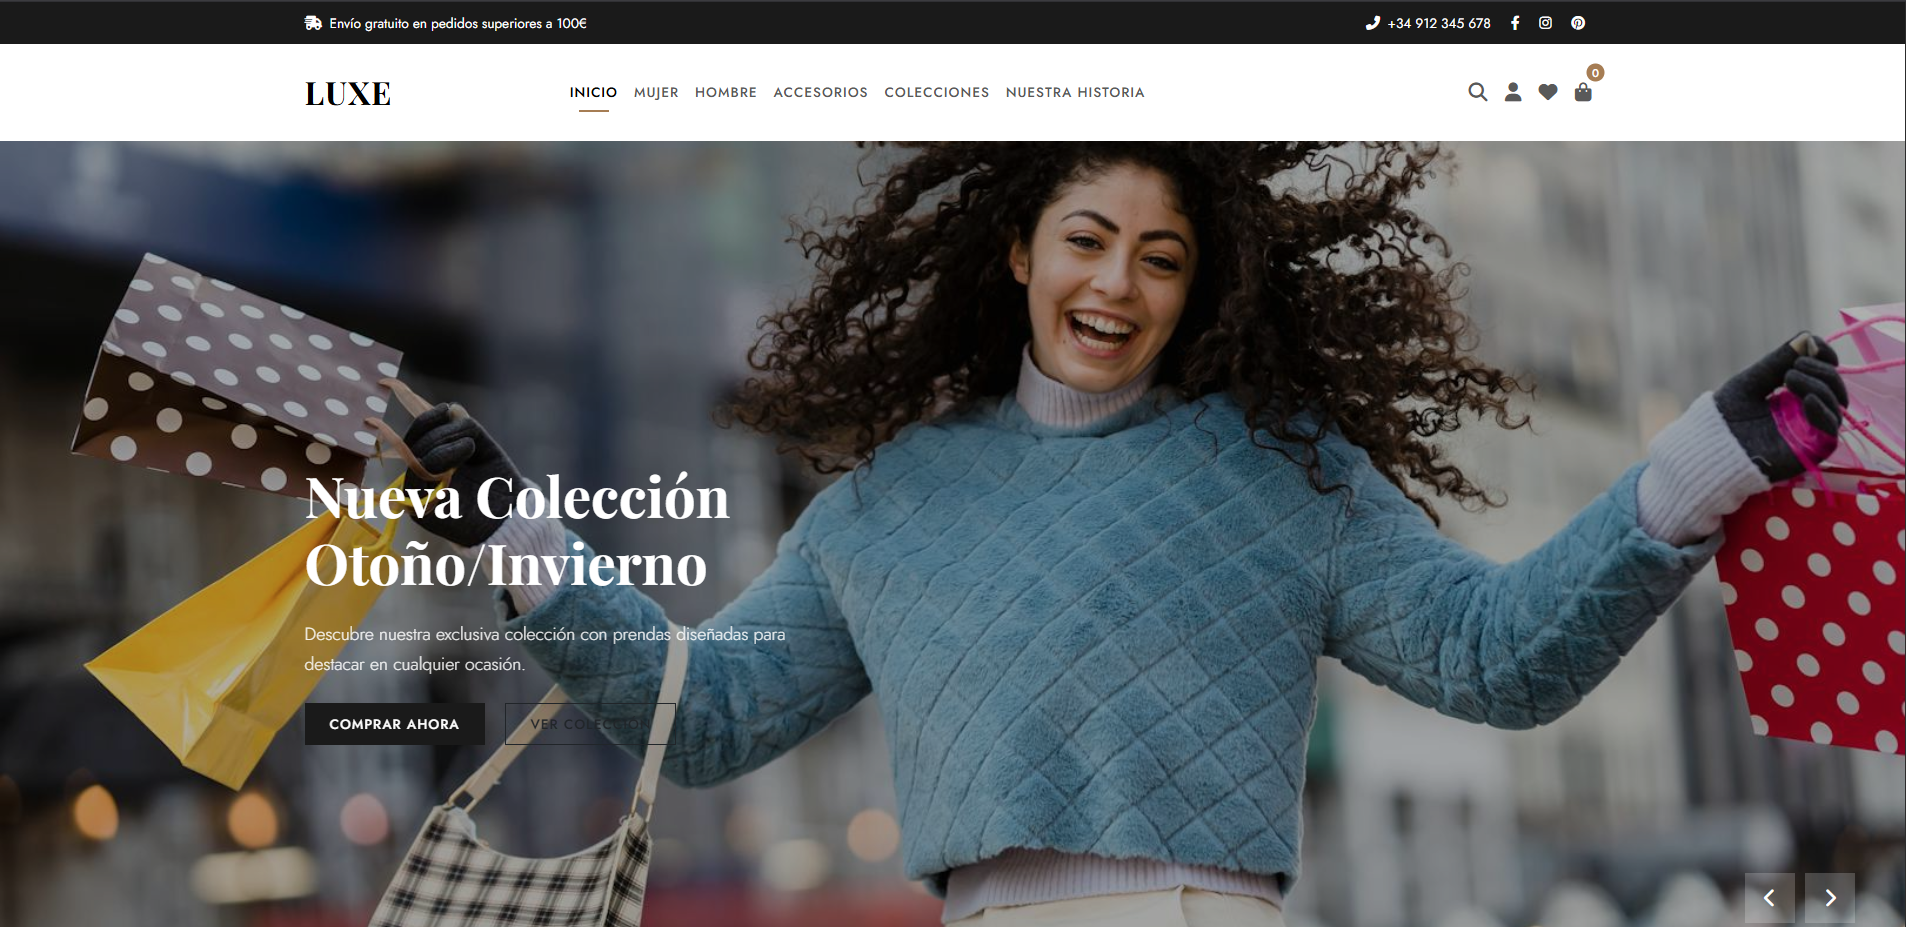 Envío gratuito en pedidos superiores a 100€
+34 912 345 678
LUXE
INICIO
MUJER
HOMBRE
ACCESORIOS
COLECCIONES
NUESTRA HISTORIA
0
Nueva Colección
Otoño/Invierno
Descubre nuestra exclusiva colección con prendas diseñadas para
destacar en cualquier ocasión.
COMPRAR AHORA
VER COLECCIÓN